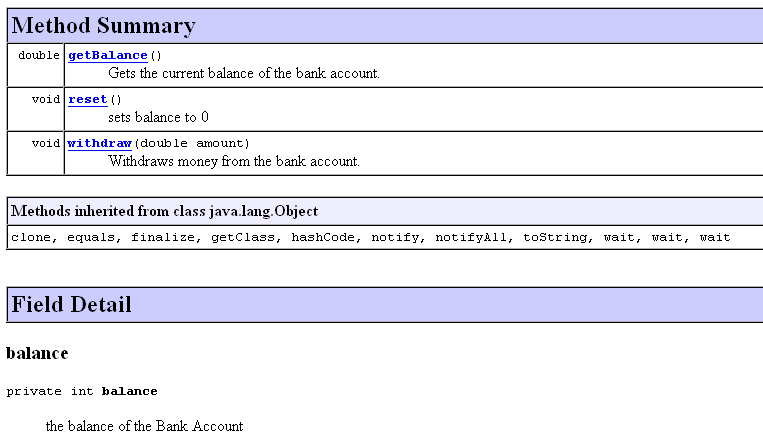 Method Summary
double getBalance()
Gets the current balance of the bank account.
void reset()
sets balance to 0
void withdraw(double amount)
Withdraws money from the bank account.
Methods inherited from class java.lang.Object
clone, equals, finalize, getClass, hashCode, notify, notifyAll, toString, wait, wait, wait
Field Detail
balance
private int balance
the balance of the Bank Account